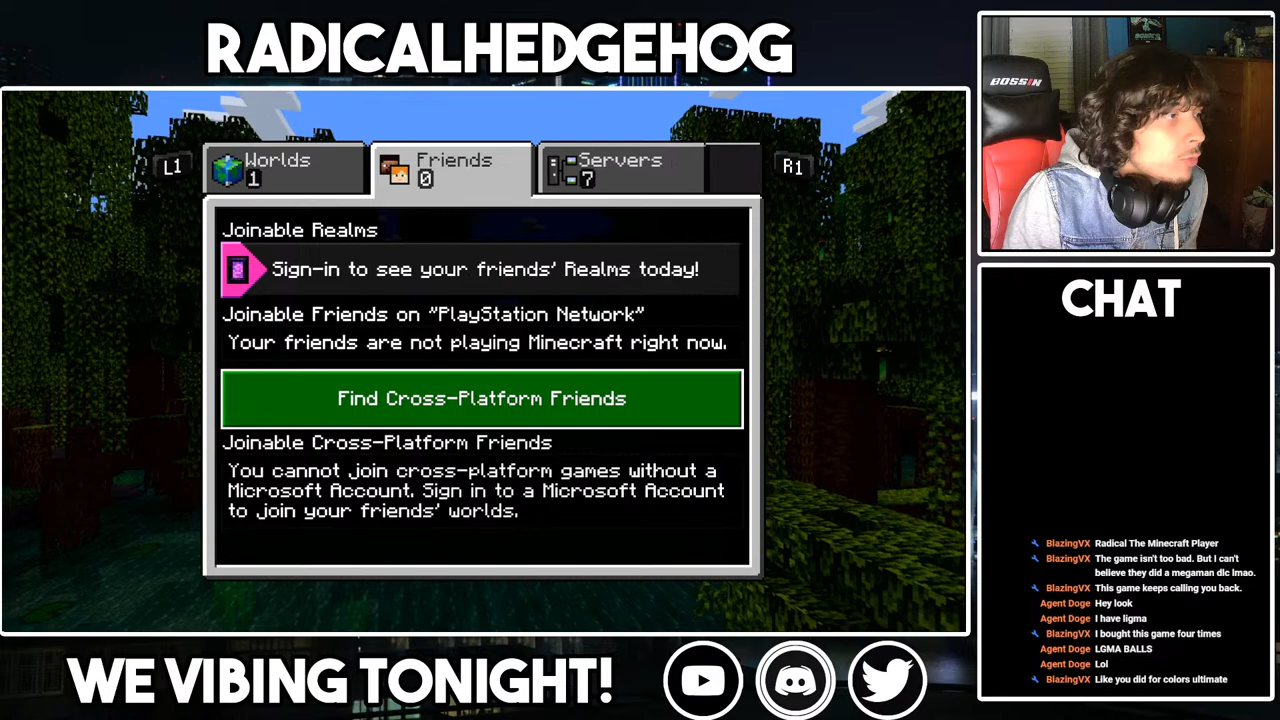 RADICALHEDGEHOG
L1
Worlds
1
Friends
0
Servers
7
R1
Joinable Realms
Sign-in to see your friends' Realms today!
Joinable Friends on "PlayStation Network"
Your friends are not playing Minecraft right now.
Find Cross-Platform Friends
Joinable Cross-Platform Friends
You cannot join cross-platform games without a
Microsoft Account. Sign in to a Microsoft Account
to join your friends' worlds.
WE VIBING TONIGHT!
BOSSIN
CHAT
BlazingVX Radical The Minecraft Player
BlazingVX The game isn't too bad. But I can't
believe they did a megaman dlc lmao.
BlazingVX This game keeps calling you back.
Agent Doge Hey look
Agent Doge I have ligma
BlazingVX I bought this game four times
Agent Doge LGMA BALLS
Agent Doge Lol
BlazingVX Like you did for colors ultimate